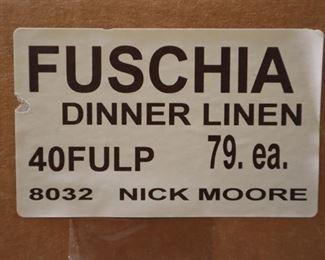 FUSCHIA
DINNER LINEN
40FULP 79. ea.
8032 NICK MOORE